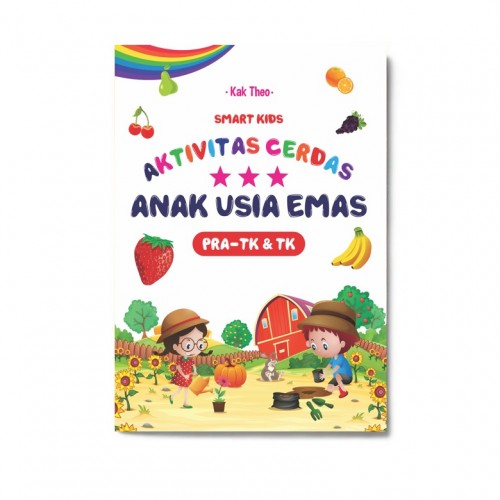 • Kak Theo •
SMART KIDS
AKTIVITAS CERDAS
ANAK USIA EMAS
PRA-TK & TK